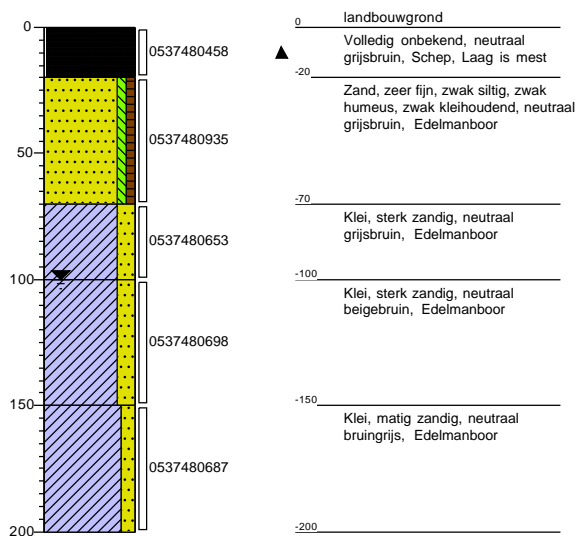 0
50
100
150
200
0537480458
0537480935
0537480653
0537480698
0537480687
0
landbouwgrond
Volledig onbekend, neutraal
grijsbruin, Schep, Laag is mest
-20
Zand, zeer fijn, zwak siltig, zwak
humeus, zwak kleihoudend, neutraal
grijsbruin, Edelmanboor
-70
Klei, sterk zandig, neutraal
grijsbruin, Edelmanboor
-100
Klei, sterk zandig, neutraal
beigebruin, Edelmanboor
-150
Klei, matig zandig, neutraal
bruingrijs, Edelmanboor
-200